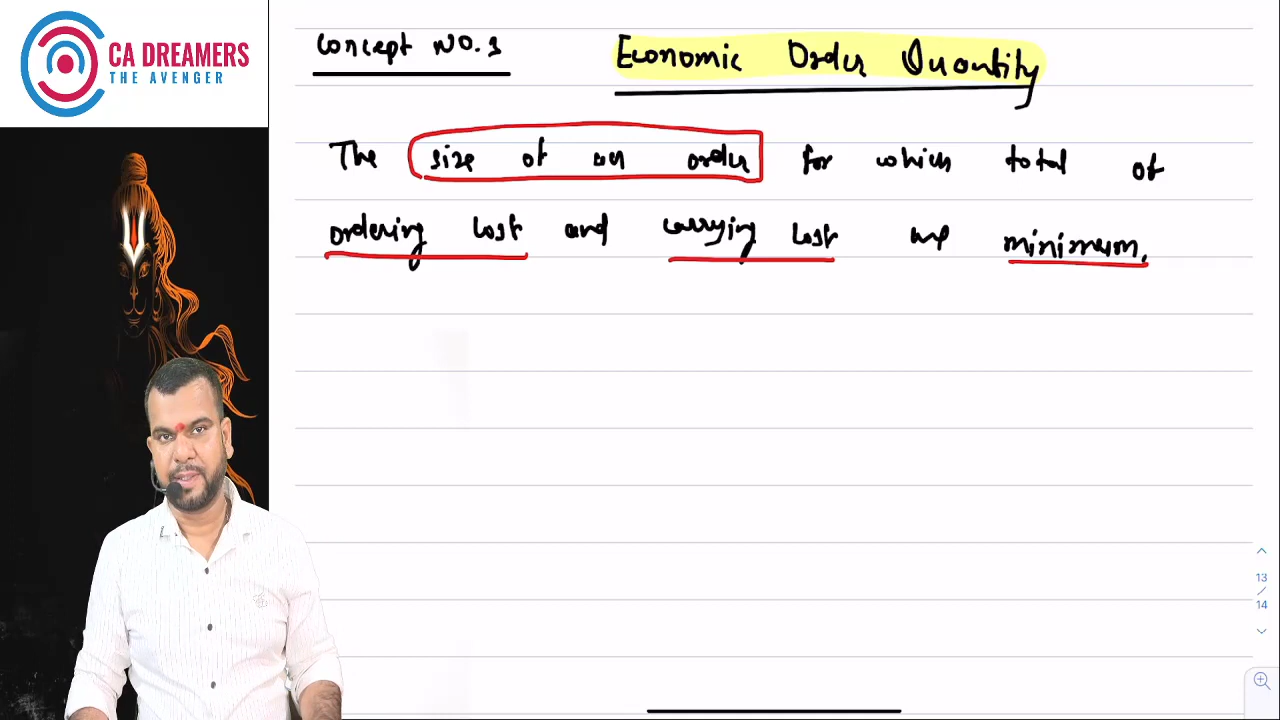 CA DREAMERS
THE AVENGER
Concept NO. 1
Economic Order Quantity
The size of an order for which total of
ordering cost and carrying cost are minimum.
13
/
14